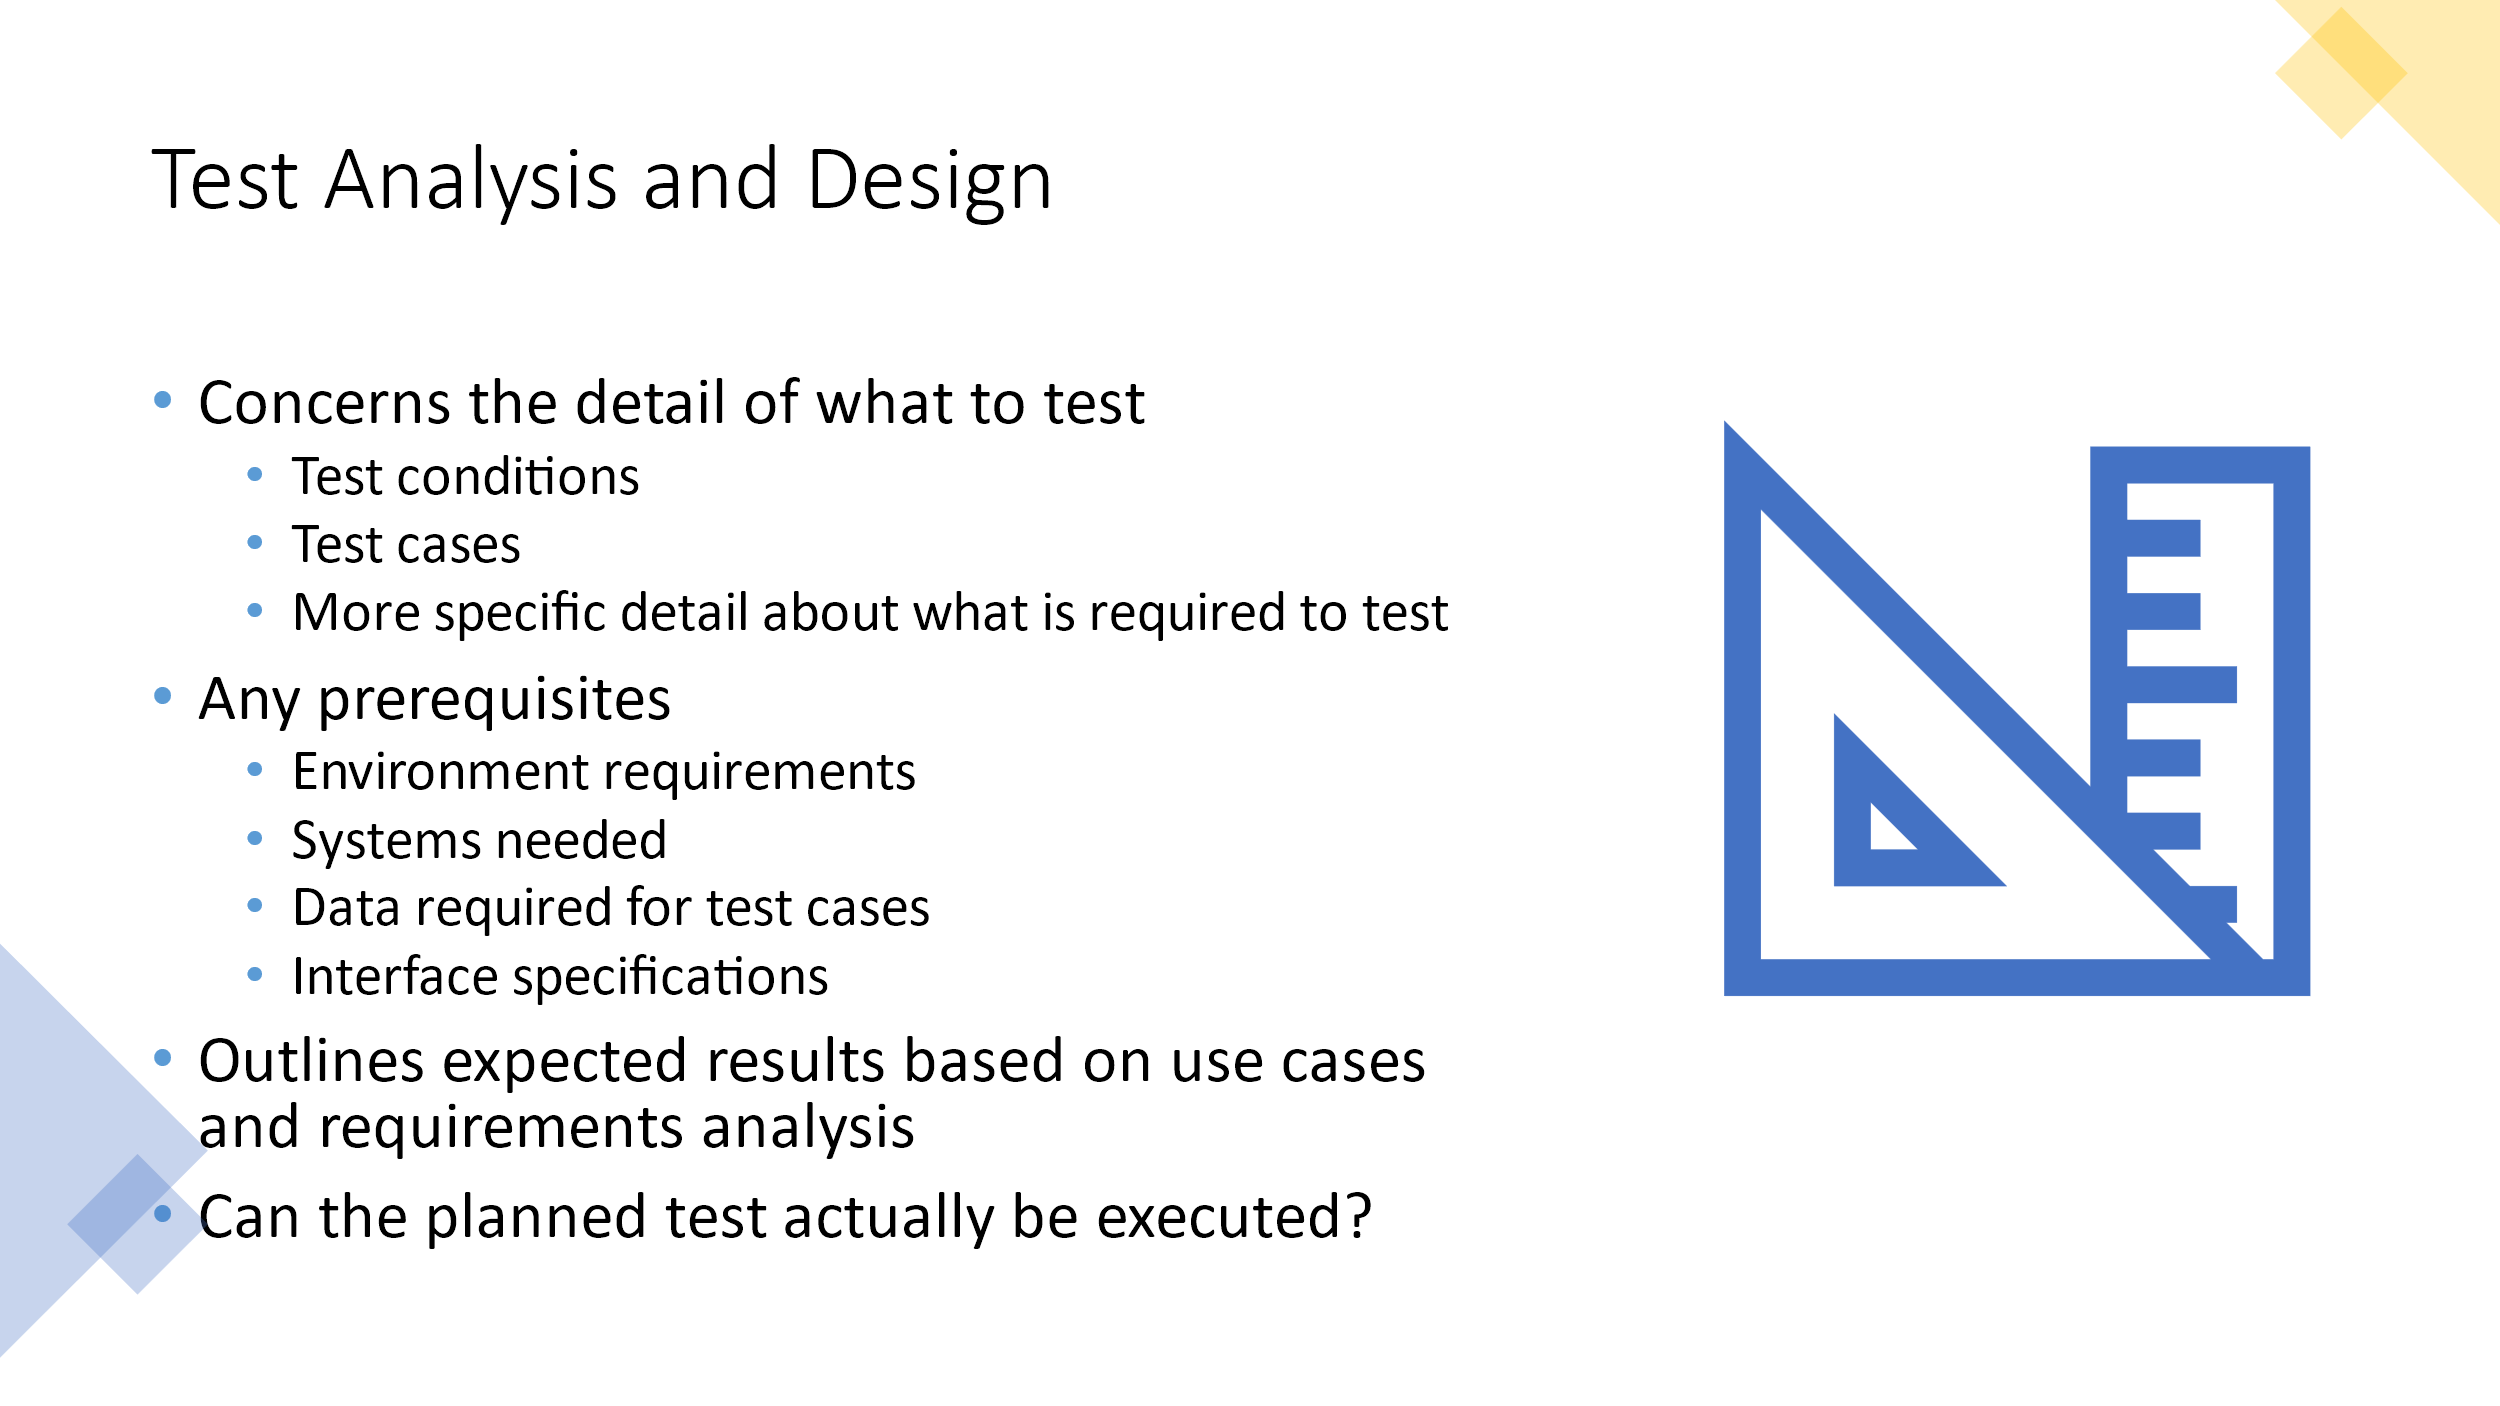 Test Analysis and Design
• Concerns the detail of what to test
• Test conditions
• Test cases
• More specific detail about what is required to test
• Any prerequisites
• Environment requirements
• Systems needed
• Data required for test cases
• Interface specifications
• Outlines expected results based on use cases
and requirements analysis
• Can the planned test actually be executed?